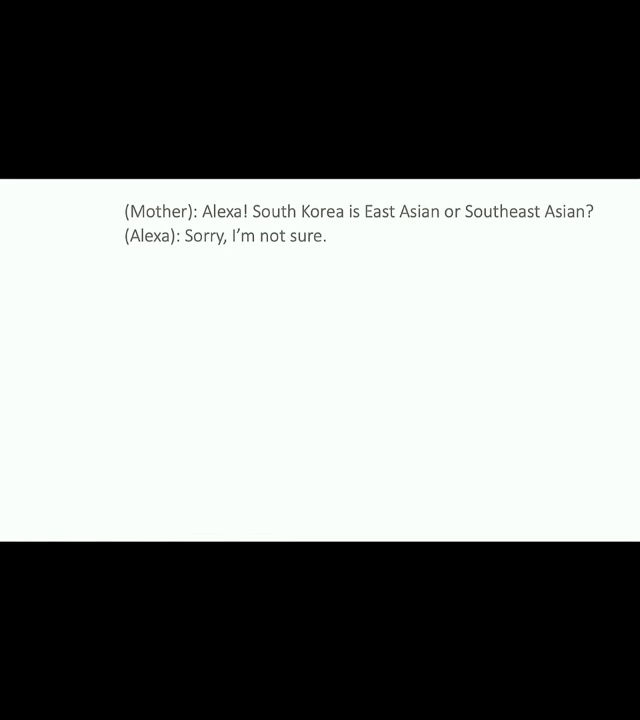 (Mother): Alexa! South Korea is East Asian or Southeast Asian?
(Alexa): Sorry, I’m not sure.